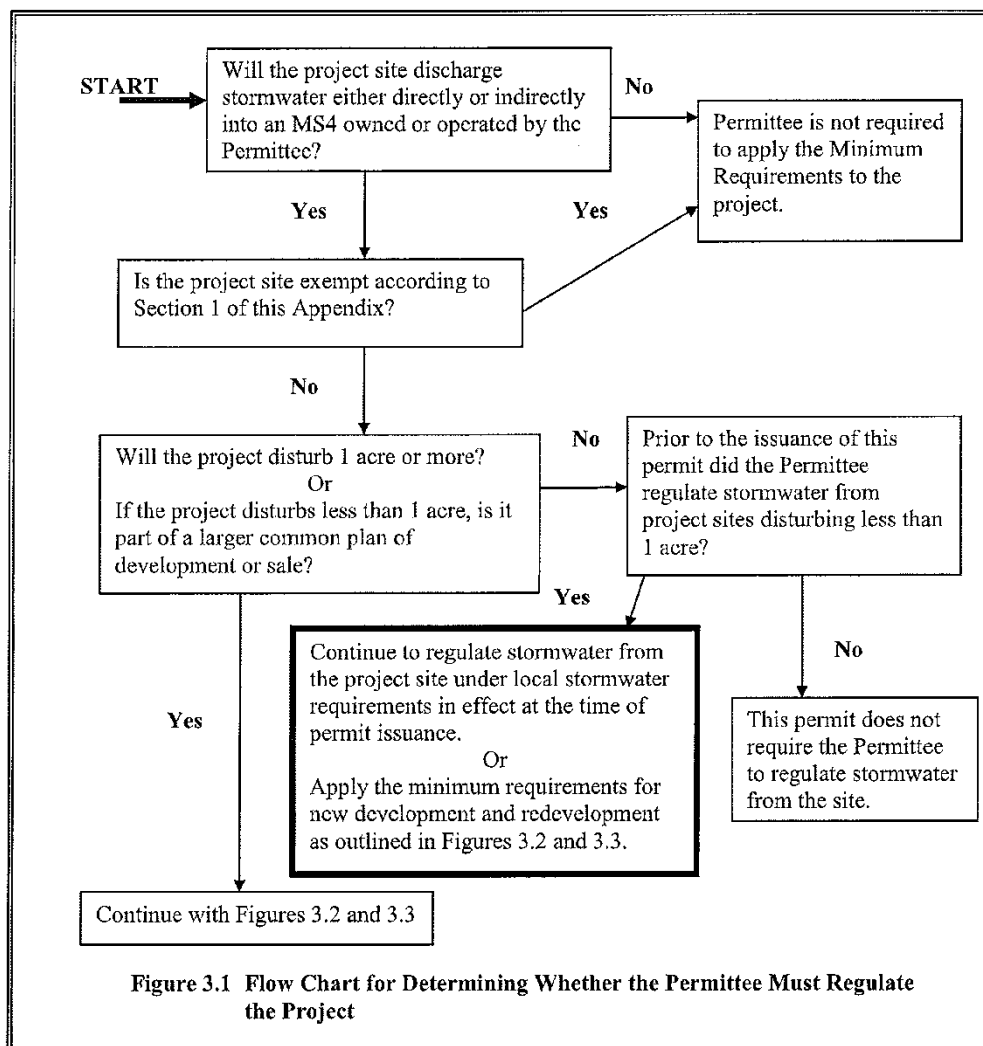 START
Will the project site discharge
stormwater either directly or indirectly
into an MS4 owned or operated by the
Permittee?
No
Permittee is not required
to apply the Minimum
Requirements to the
project.
Yes
Yes
Is the project site exempt according to
Section 1 of this Appendix?
No
Will the project disturb 1 acre or more?
Or
If the project disturbs less than 1 acre, is it
part of a larger common plan of
development or sale?
No
Prior to the issuance of this
permit did the Permittee
regulate stormwater from
project sites disturbing less than
1 acre?
Yes
Continue to regulate stormwater from
the project site under local stormwater
requirements in effect at the time of
permit issuance.
Or
Apply the minimum requirements for
new development and redevelopment
as outlined in Figures 3.2 and 3.3.
No
This permit does not
require the Permittee
to regulate stormwater
from the site.
Yes
Continue with Figures 3.2 and 3.3
Figure 3.1 Flow Chart for Determining Whether the Permittee Must Regulate
the Project